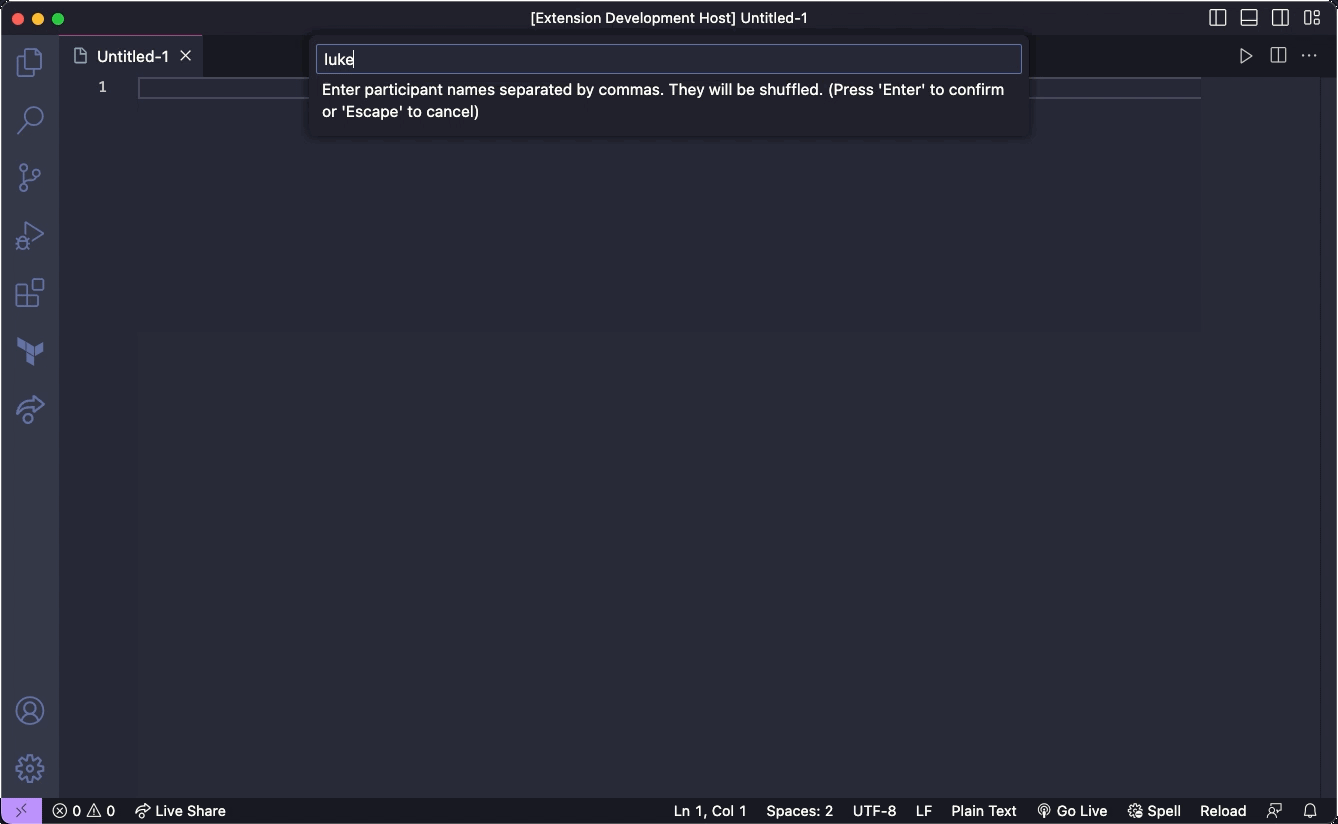 [Extension Development Host] Untitled-1
Untitled-1
luke
Enter participant names separated by commas. They will be shuffled. (Press 'Enter' to confirm
or 'Escape' to cancel)
1
0 0 Live Share Ln 1, Col 1 Spaces: 2 UTF-8 LF Plain Text Go Live Spell Reload